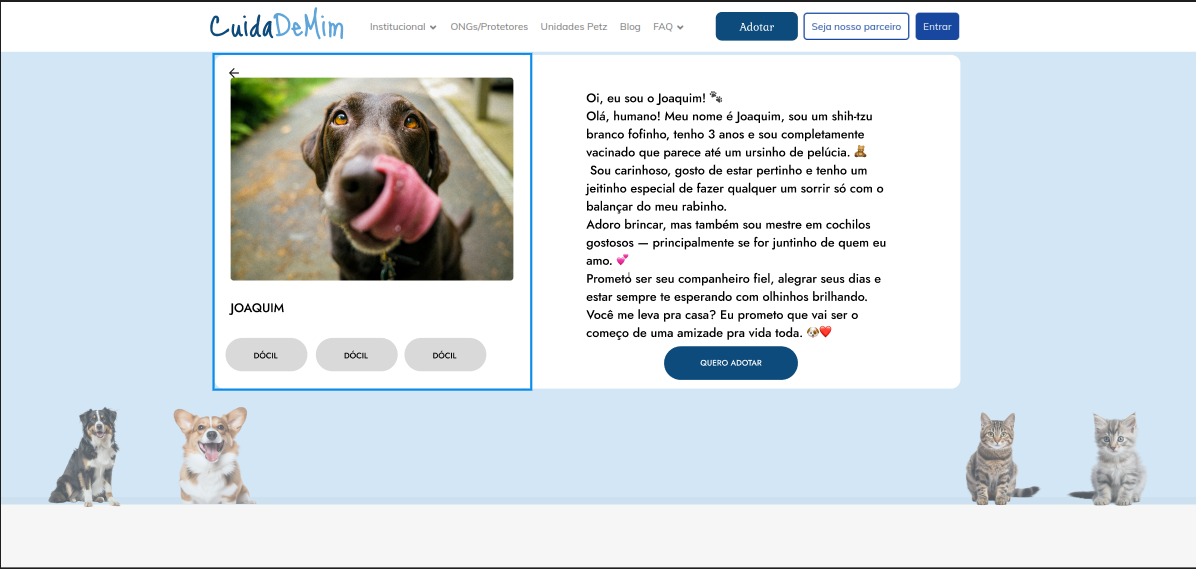 CuidaDeMim
Institucional
ONGs/Protetores
Unidades Petz
Blog
FAQ
Adotar
Seja nosso parceiro
Entrar
JOAQUIM
DÓCIL
DÓCIL
DÓCIL
Oi, eu sou o Joaquim! 🐾
Olá, humano! Meu nome é Joaquim, sou um shih-tzu
branco fofinho, tenho 3 anos e sou completamente
vacinado que parece até um ursinho de pelúcia. 🧸
Sou carinhoso, gosto de estar pertinho e tenho um
jeitinho especial de fazer qualquer um sorrir só com o
balançar do meu rabinho.
Adoro brincar, mas também sou mestre em cochilos
gostosos — principalmente se for juntinho de quem eu
amo. 💕
Prometo ser seu companheiro fiel, alegrar seus dias e
estar sempre te esperando com olhinhos brilhando.
Você me leva pra casa? Eu prometo que vai ser o
começo de uma amizade pra vida toda. 🐶❤️
QUERO ADOTAR